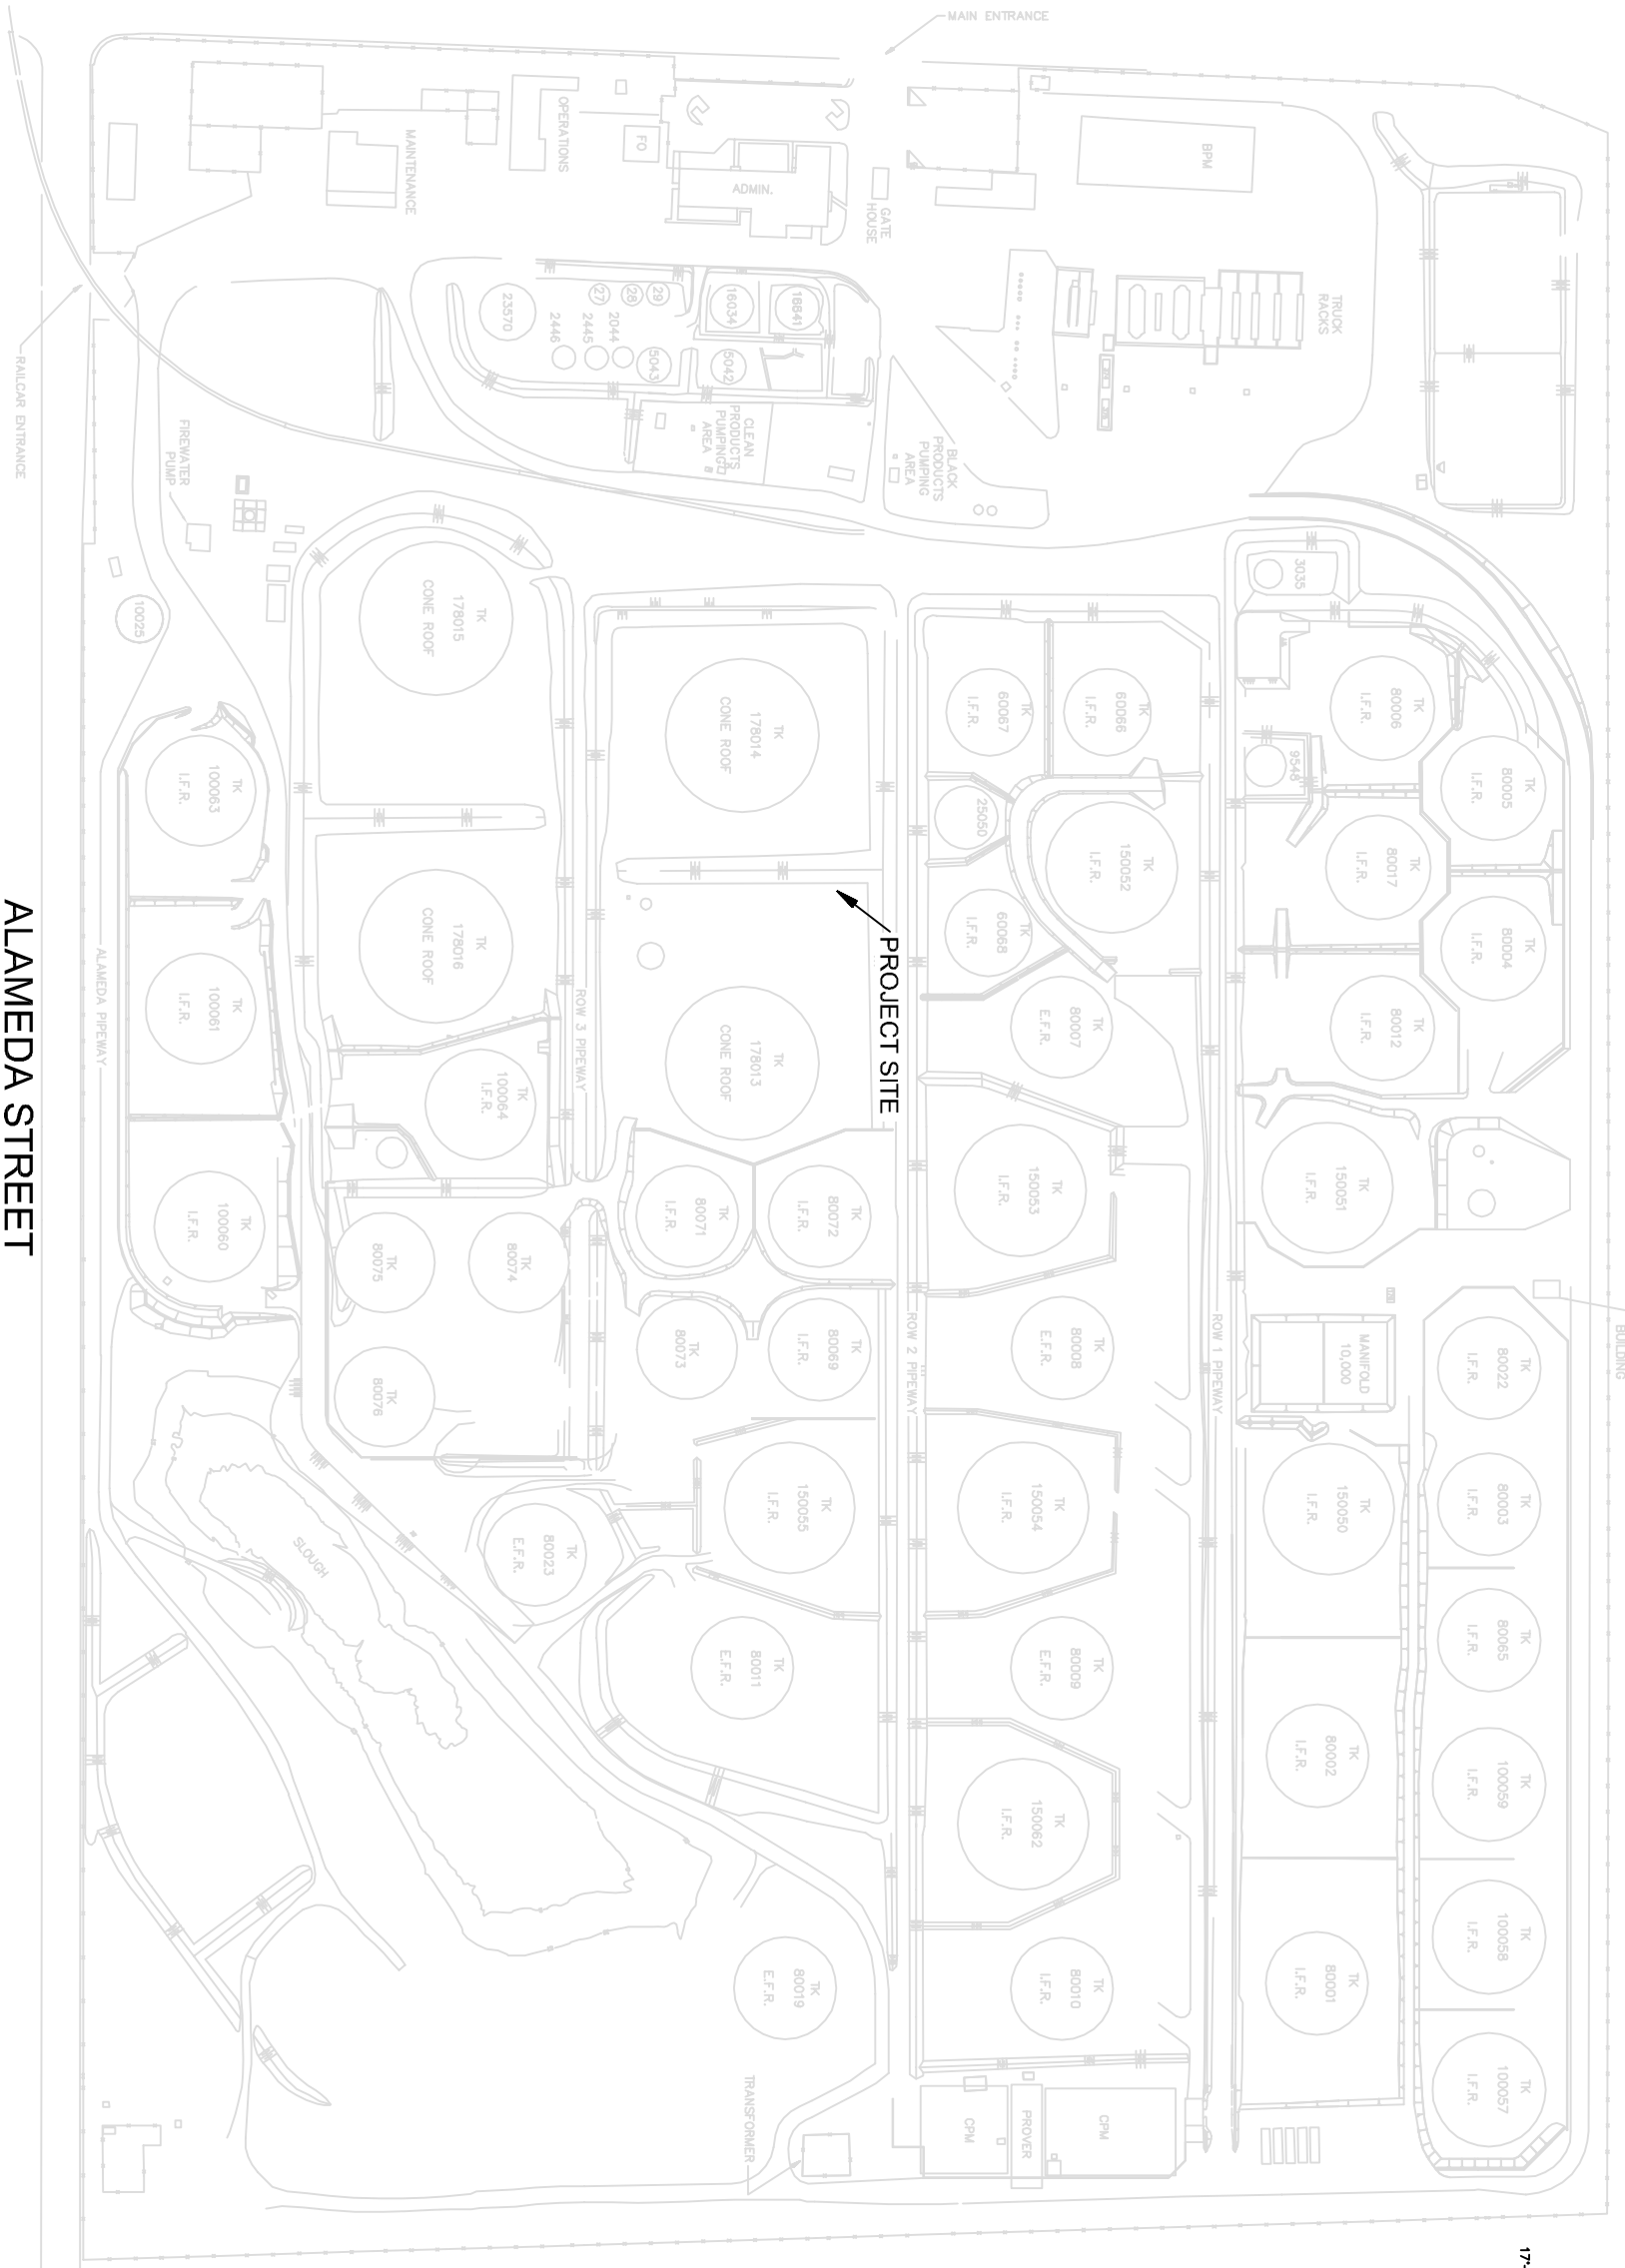 MAIN ENTRANCE
MAINTENANCE
OPERATIONS
FO
ADMIN.
GATE
HOUSE
BPM
TRUCK
RACKS
RAILCAR ENTRANCE
23570
27
28
29
16034
18641
2446
2445
2044
5043
5042
CLEAN
PRODUCTS
PUMPING
AREA
BLACK
PRODUCTS
PUMPING
AREA
FIREWATER
PUMP
10025
3035
9548
TK
178015
CONE ROOF
TK
178014
CONE ROOF
TK
60067
I.F.R.
TK
60066
I.F.R.
TK
80006
I.F.R.
TK
80005
I.F.R.
TK
100063
I.F.R.
25050
TK
150052
I.F.R.
TK
80017
I.F.R.
TK
80004
I.F.R.
TK
178016
CONE ROOF
TK
60068
I.F.R.
PROJECT SITE
TK
100061
I.F.R.
ALAMEDA PIPEWAY
ROW 3 PIPEWAY
TK
178013
CONE ROOF
TK
80007
E.F.R.
TK
80012
I.F.R.
ALAMEDA STREET
TK
100064
I.F.R.
TK
150053
I.F.R.
TK
150051
I.F.R.
TK
100060
I.F.R.
TK
80071
I.F.R.
TK
80072
I.F.R.
TK
80075
TK
80074
TK
80073
TK
80069
I.F.R.
ROW 2 PIPEWAY
TK
80008
E.F.R.
ROW 1 PIPEWAY
MANIFOLD
10,000
TK
80022
I.F.R.
BUILDING
TK
80076
TK
150055
I.F.R.
TK
150054
I.F.R.
TK
150050
I.F.R.
TK
80003
I.F.R.
SLOUGH
TK
80023
E.F.R.
TK
80011
E.F.R.
TK
80009
E.F.R.
TK
80065
I.F.R.
TK
80002
I.F.R.
TK
100059
I.F.R.
TK
150062
I.F.R.
TK
100058
I.F.R.
TK
80019
E.F.R.
TK
80010
I.F.R.
TK
80001
I.F.R.
TK
100057
I.F.R.
TRANSFORMER
CPM
PROVER
CPM